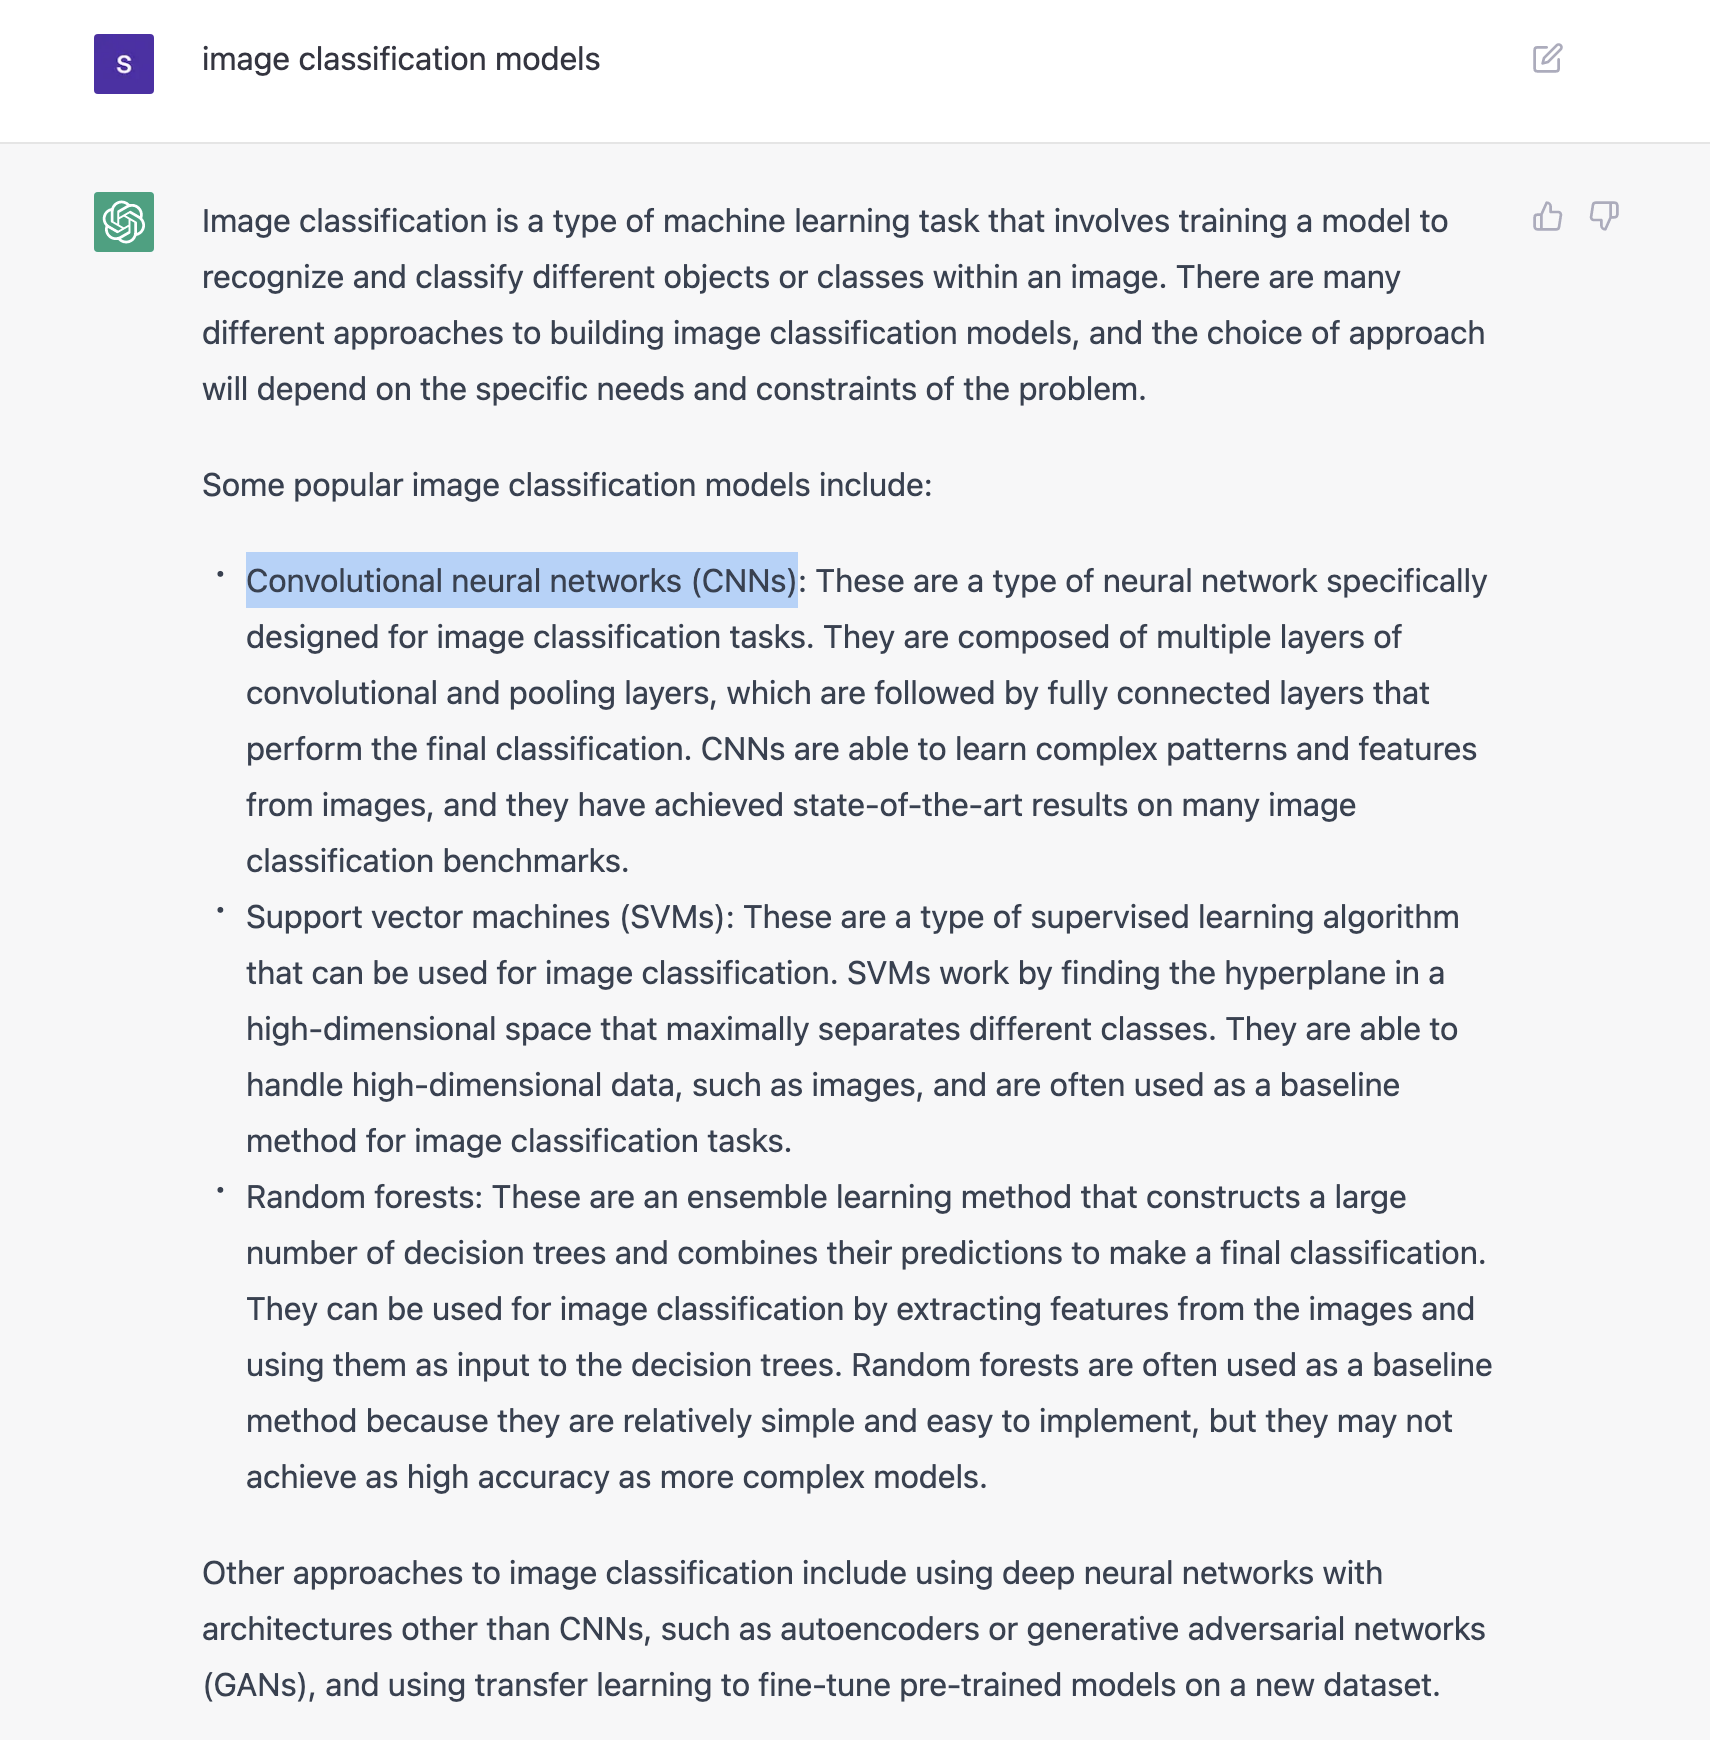 S
image classification models
Image classification is a type of machine learning task that involves training a model to
recognize and classify different objects or classes within an image. There are many
different approaches to building image classification models, and the choice of approach
will depend on the specific needs and constraints of the problem.
Some popular image classification models include:
• Convolutional neural networks (CNNs): These are a type of neural network specifically
designed for image classification tasks. They are composed of multiple layers of
convolutional and pooling layers, which are followed by fully connected layers that
perform the final classification. CNNs are able to learn complex patterns and features
from images, and they have achieved state-of-the-art results on many image
classification benchmarks.
• Support vector machines (SVMs): These are a type of supervised learning algorithm
that can be used for image classification. SVMs work by finding the hyperplane in a
high-dimensional space that maximally separates different classes. They are able to
handle high-dimensional data, such as images, and are often used as a baseline
method for image classification tasks.
• Random forests: These are an ensemble learning method that constructs a large
number of decision trees and combines their predictions to make a final classification.
They can be used for image classification by extracting features from the images and
using them as input to the decision trees. Random forests are often used as a baseline
method because they are relatively simple and easy to implement, but they may not
achieve as high accuracy as more complex models.
Other approaches to image classification include using deep neural networks with
architectures other than CNNs, such as autoencoders or generative adversarial networks
(GANs), and using transfer learning to fine-tune pre-trained models on a new dataset.